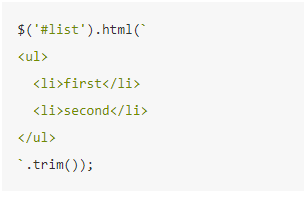 $('#list').html(`
<ul>
  <li>first</li>
  <li>second</li>
</ul>
`.trim());